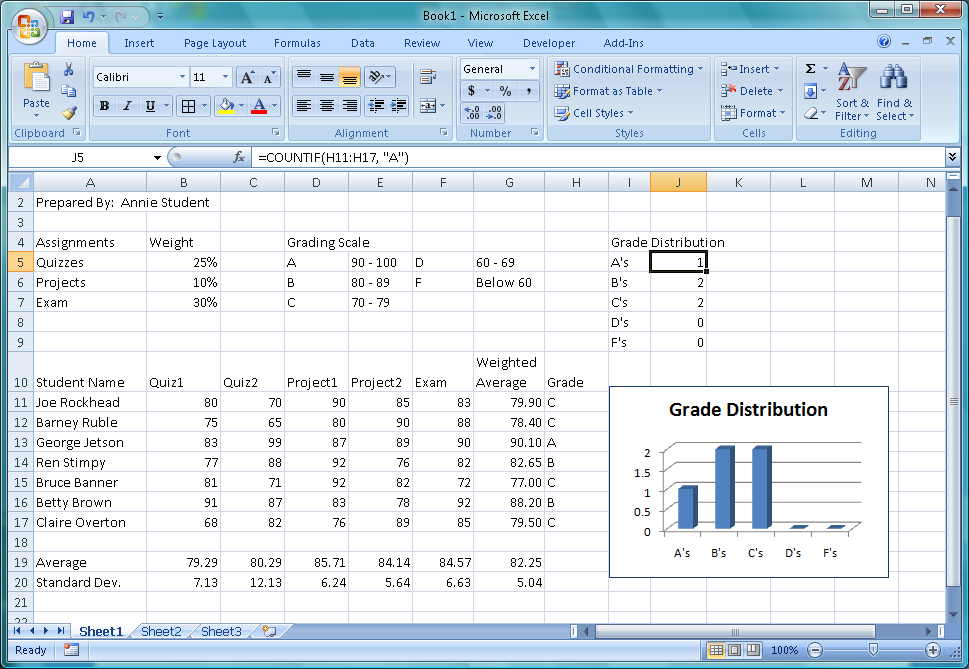 Book1 - Microsoft Excel
Home Insert Page Layout Formulas Data Review View Developer Add-Ins
Calibri 11 General Conditional Formatting Σ Insert
Paste B I U A A A $ % , Format as Table Delete Sort & Filter Find & Select
.0 .00 .00 .0 Cell Styles Format
Clipboard Font Alignment Number Styles Cells Editing
J5 fx =COUNTIF(H11:H17, "A")
A B C D E F G H I J K L M N
2 Prepared By: Annie Student
3
4 Assignments Weight Grading Scale Grade Distribution
5 Quizzes 25% A 90 - 100 D 60 - 69 A's 1
6 Projects 10% B 80 - 89 F Below 60 B's 2
7 Exam 30% C 70 - 79 C's 2
8 D's 0
9 F's 0
10 Student Name Quiz1 Quiz2 Project1 Project2 Exam Weighted Average Grade
11 Joe Rockhead 80 70 90 85 83 79.90 C
12 Barney Ruble 75 65 80 90 88 78.40 C
13 George Jetson 83 99 87 89 90 90.10 A
14 Ren Stimpy 77 88 92 76 82 82.65 B
15 Bruce Banner 81 71 92 82 72 77.00 C
16 Betty Brown 91 87 83 78 92 88.20 B
17 Claire Overton 68 82 76 89 85 79.50 C
18
19 Average 79.29 80.29 85.71 84.14 84.57 82.25
20 Standard Dev. 7.13 12.13 6.24 5.64 6.63 5.04
21
22
Grade Distribution
2
1.5
1
0.5
0
A's B's C's D's F's
Sheet1 Sheet2 Sheet3
Ready 100%